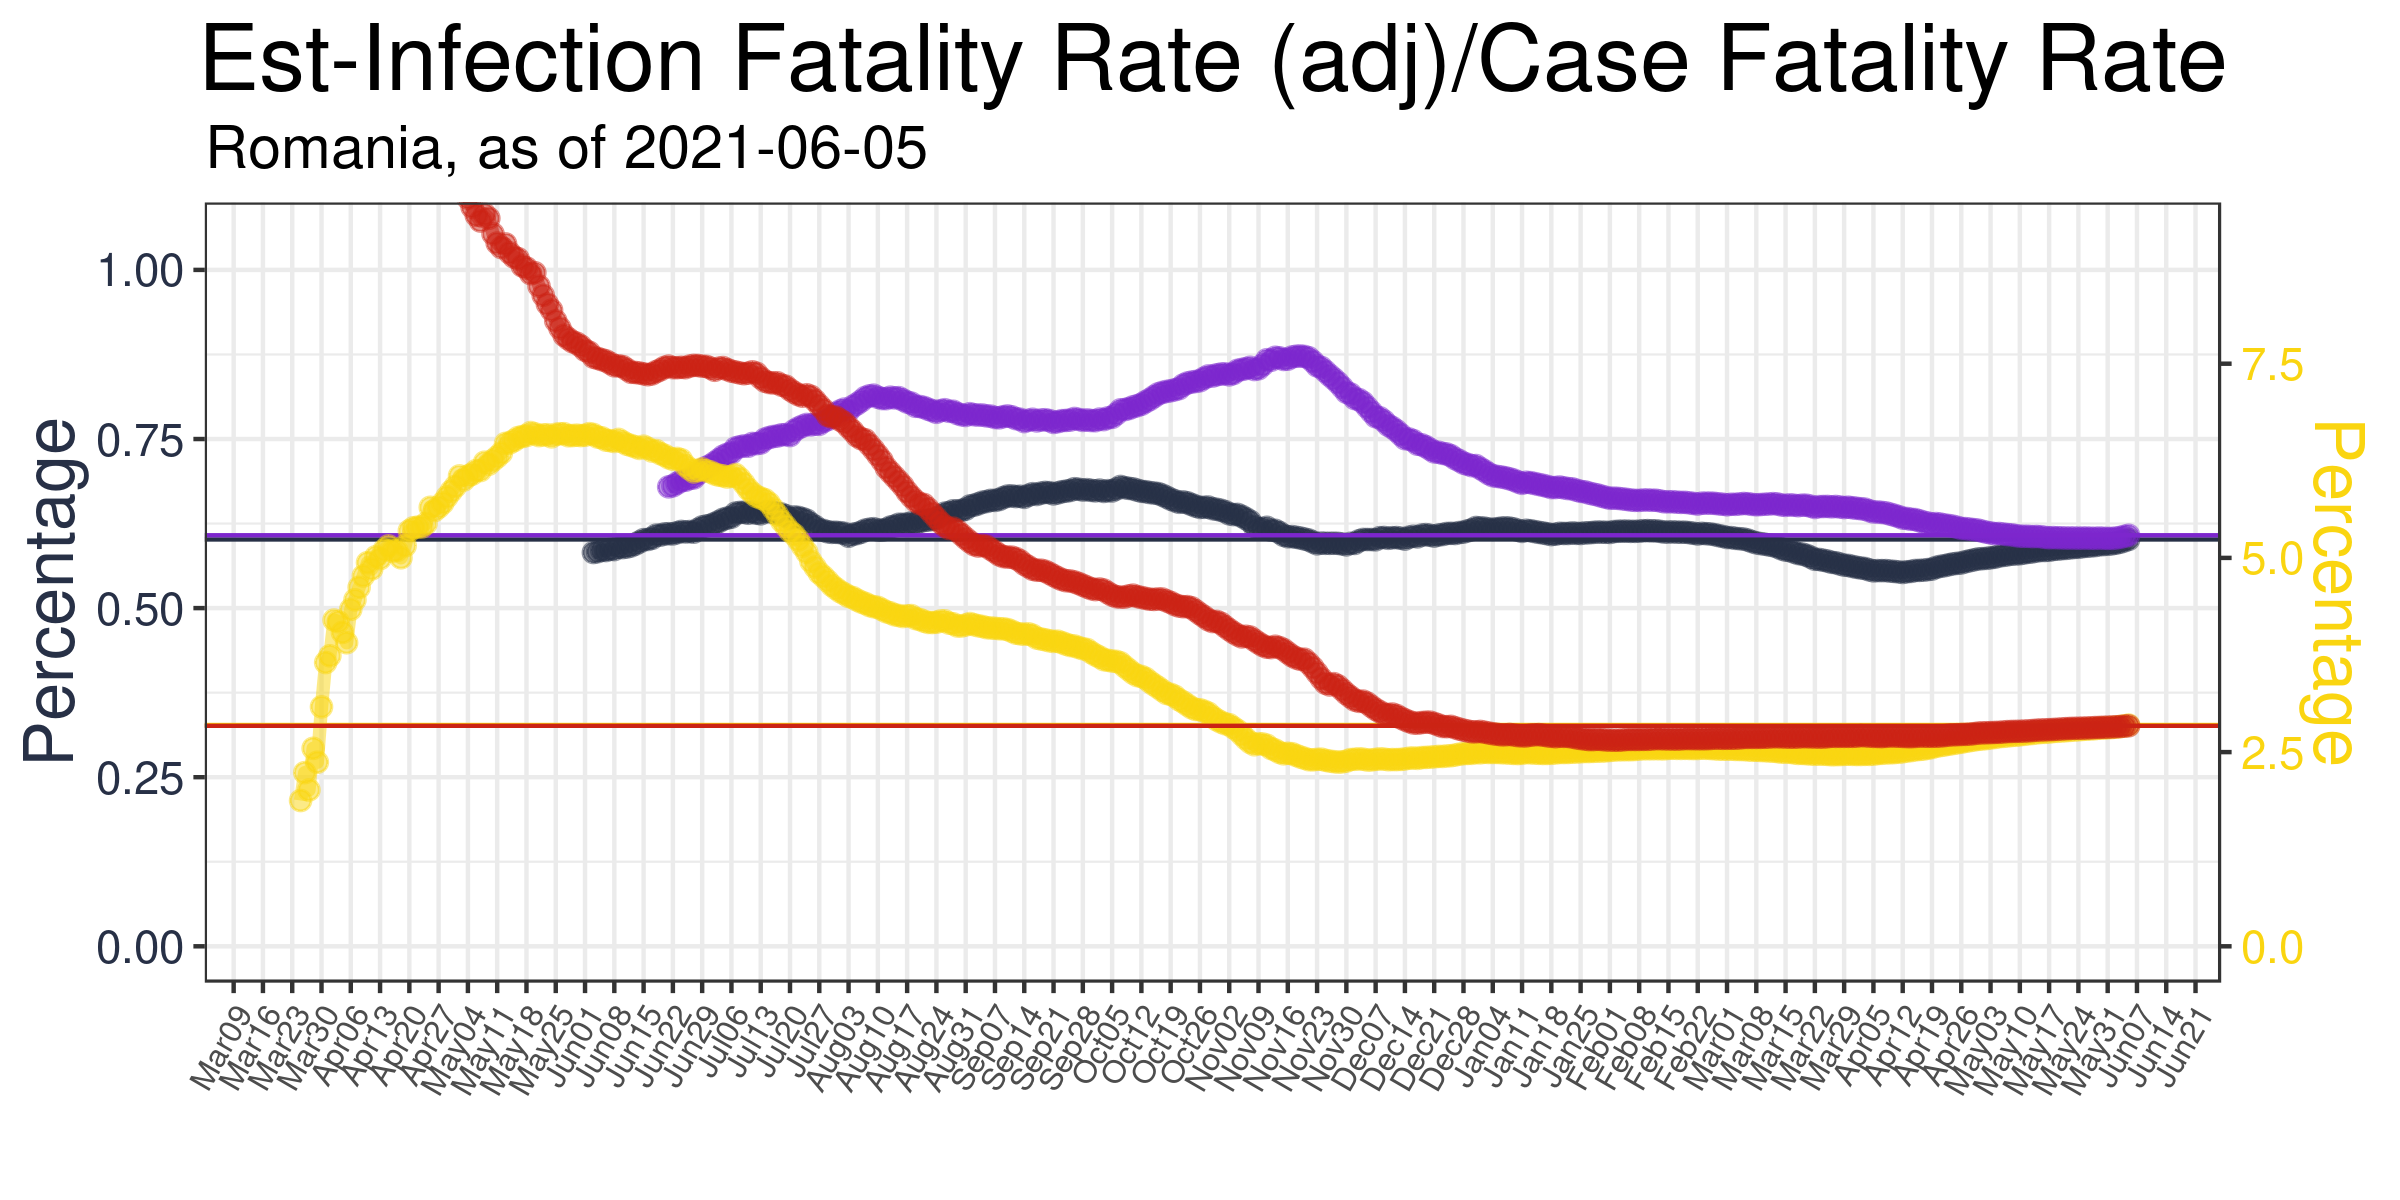 Est-Infection Fatality Rate (adj)/Case Fatality Rate
Romania, as of 2021-06-05
Percentage
1.00
0.75
0.50
0.25
0.00
7.5
5.0
2.5
0.0
Percentage
Mar09
Mar16
Mar23
Mar30
Apr06
Apr13
Apr20
Apr27
May04
May11
May18
May25
Jun01
Jun08
Jun15
Jun22
Jun29
Jul06
Jul13
Jul20
Jul27
Aug03
Aug10
Aug17
Aug24
Aug31
Sep07
Sep14
Sep21
Sep28
Oct05
Oct12
Oct19
Oct26
Nov02
Nov09
Nov16
Nov23
Nov30
Dec07
Dec14
Dec21
Dec28
Jan04
Jan11
Jan18
Jan25
Feb01
Feb08
Feb15
Feb22
Mar01
Mar08
Mar15
Mar22
Mar29
Apr05
Apr12
Apr19
Apr26
May03
May10
May17
May24
May31
Jun07
Jun14
Jun21